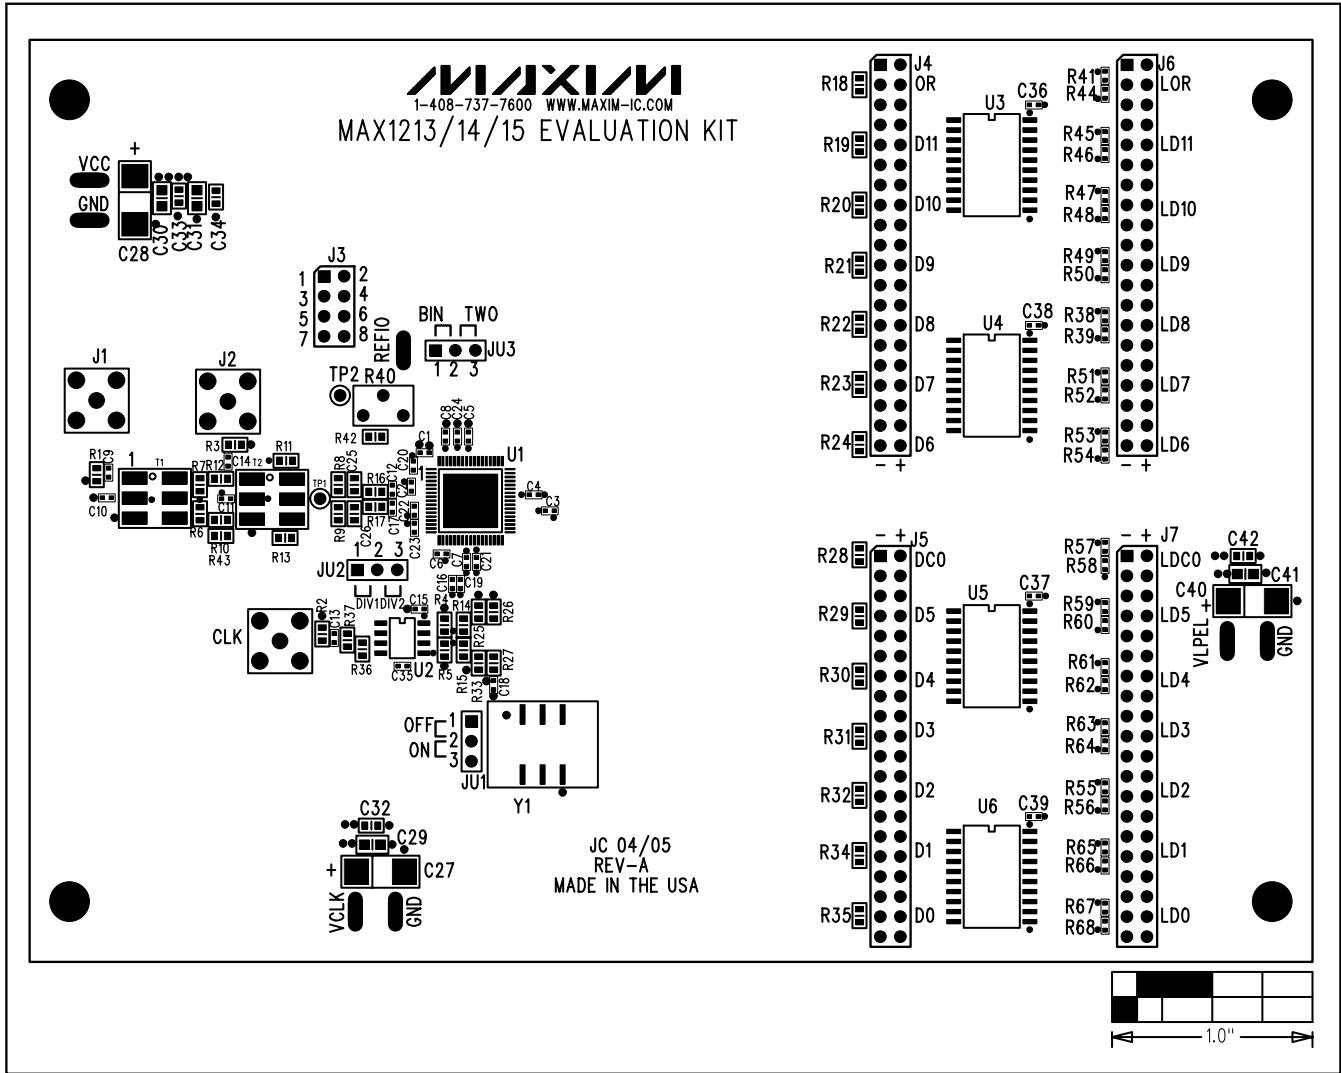 MAXIM
1-408-737-7600 WWW.MAXIM-IC.COM
MAX1213/14/15 EVALUATION KIT
VCC
+
GND
C28
C30
C33
C31
C34
J3
1 2
3 4
5 6
7 8
REFIO
BIN TWO
JU3
1 2 3
J1
J2
TP2
R40
R42
C8
C24
C5
C1
U1
1
R3
R11
R1
C9
1
T1
R7
R12
C14
T2
C10
C11
R6
R10
R43
R13
TP1
R8
C25
R16
R17
R9
C26
C12
C17
C20
C2
C22
C23
C4
C3
C6
C7
C21
1 2 3
JU2
DIV1
DIV2
C16
C19
C15
CLK
R2
C13
R37
R36
C35
U2
R4
R14
R26
R25
R5
R15
R33
R27
C18
OFF
ON
1
2
3
JU1
Y1
C32
C29
+
C27
VCLK
GND
JC 04/05
REV-A
MADE IN THE USA
R18
R19
R20
R21
R22
R23
R24
J4
OR
D11
D10
D9
D8
D7
D6
- +
U3
C36
U4
C38
R41
R44
R45
R46
R47
R48
R49
R50
R38
R39
R51
R52
R53
R54
J6
LOR
LD11
LD10
LD9
LD8
LD7
LD6
- +
R28
R29
R30
R31
R32
R34
R35
- +
J5
DCO
D5
D4
D3
D2
D1
D0
U5
C37
U6
C39
R57
R58
R59
R60
R61
R62
R63
R64
R55
R56
R65
R66
R67
R68
- +
J7
LDCO
LD5
LD4
LD3
LD2
LD1
LD0
C42
C41
C40
+
VLPEL
GND
1.0"